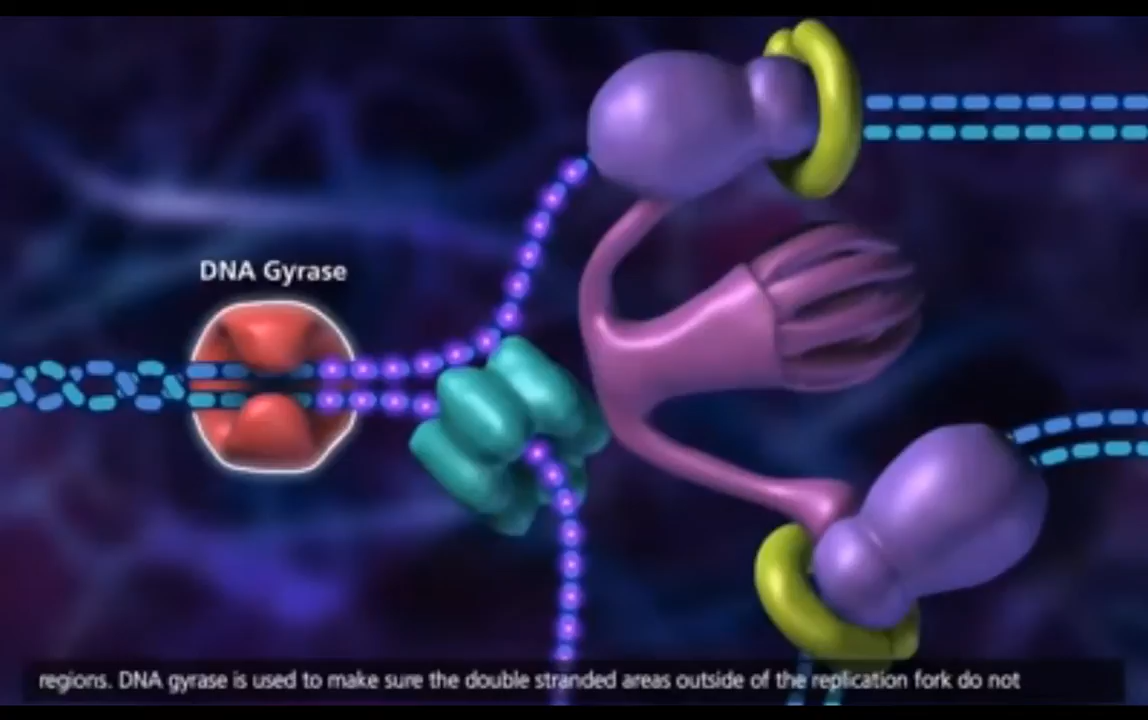 DNA Gyrase
regions. DNA gyrase is used to make sure the double stranded areas outside of the replication fork do not